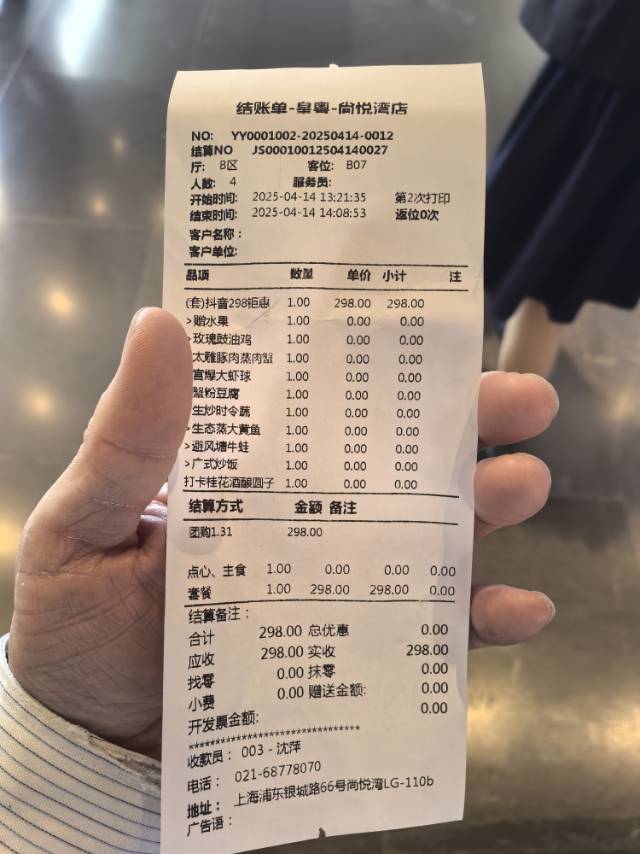 结账单-皇粤-尚悦湾店
NO: YY0001002-20250414-0012
结算NO JS00010012504140027
厅: B区 客位: B07
人数: 4 服务员:
开始时间: 2025-04-14 13:21:35 第2次打印
结束时间: 2025-04-14 14:08:53 返位0次
客户名称:
客户单位:
品项 数量 单价 小计 注
(套)抖音298钜惠 1.00 298.00 298.00
>赠水果 1.00 0.00 0.00
>玫瑰鼓油鸡 1.00 0.00 0.00
太雕豚肉蒸肉蟹 1.00 0.00 0.00
宫爆大虾球 1.00 0.00 0.00
蟹粉豆腐 1.00 0.00 0.00
生炒时令蔬 1.00 0.00 0.00
>生态蒸大黄鱼 1.00 0.00 0.00
>避风塘牛蛙 1.00 0.00 0.00
>广式炒饭 1.00 0.00 0.00
打卡桂花酒酿圆子 1.00 0.00 0.00
结算方式 金额 备注
团购1.31 298.00
点心、主食 1.00 0.00 0.00 0.00
套餐 1.00 298.00 298.00 0.00
结算备注:
合计 298.00 总优惠 0.00
应收 298.00 实收 298.00
找零 0.00 抹零 0.00
小费 0.00 赠送金额: 0.00
开发票金额: 0.00
**********************************
收款员: 003 - 沈萍
电话: 021-68778070
地址: 上海浦东银城路66号尚悦湾LG-110b
广告语: